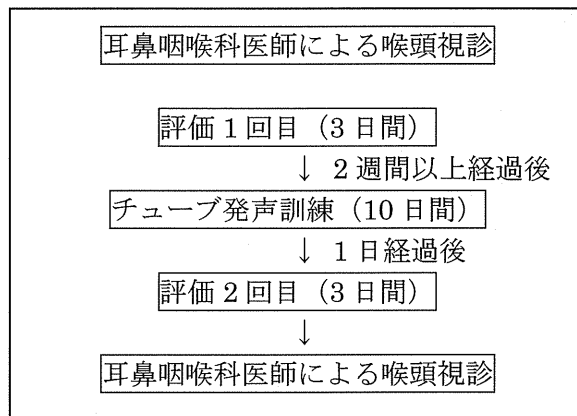 耳鼻咽喉科医師による喉頭視診
評価1回目（3日間）
↓ 2週間以上経過後
チューブ発声訓練（10日間）
↓ 1日経過後
評価2回目（3日間）
↓
耳鼻咽喉科医師による喉頭視診